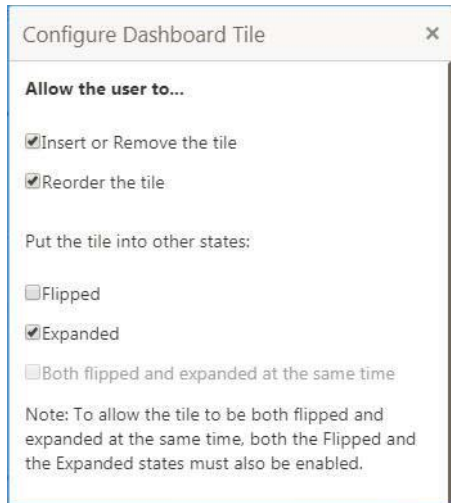 Configure Dashboard Tile
Allow the user to...
Insert or Remove the tile
Reorder the tile
Put the tile into other states:
Flipped
Expanded
Both flipped and expanded at the same time
Note: To allow the tile to be both flipped and
expanded at the same time, both the Flipped and
the Expanded states must also be enabled.